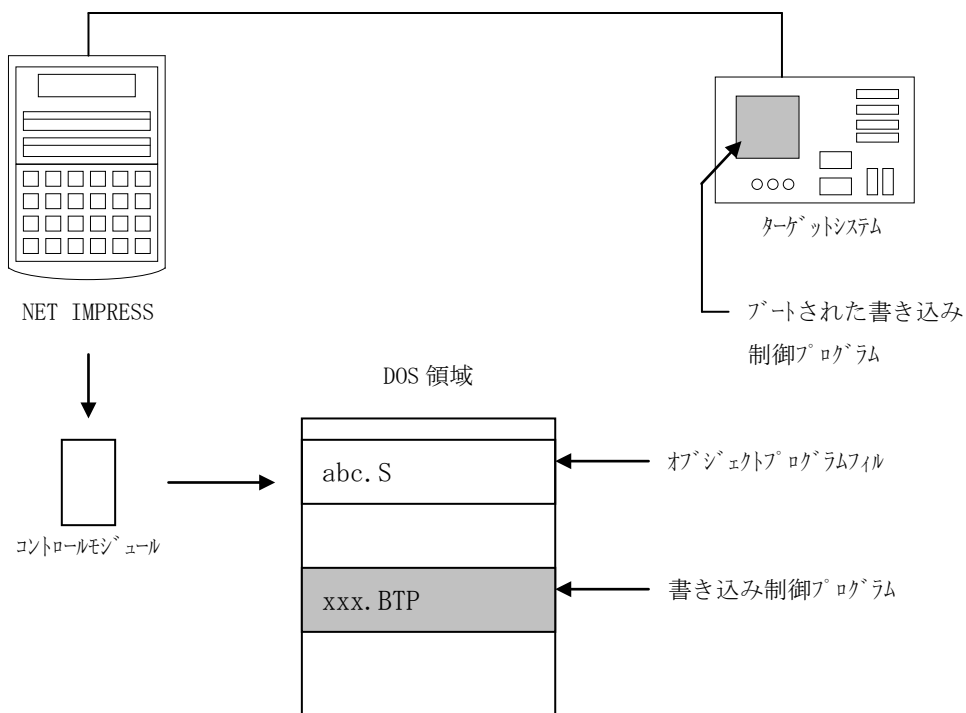 ﾀｰｹﾞｯﾄｼｽﾃﾑ
NET IMPRESS
ﾌﾞｰﾄされた書き込み
制御ﾌﾟﾛｸﾞﾗﾑ
DOS 領域
abc.S
ｵﾌﾞｼﾞｪｸﾄﾌﾟﾛｸﾞﾗﾑﾌｨﾙ
ｺﾝﾄﾛｰﾙﾓｼﾞｭｰﾙ
xxx.BTP
書き込み制御ﾌﾟﾛｸﾞﾗﾑ